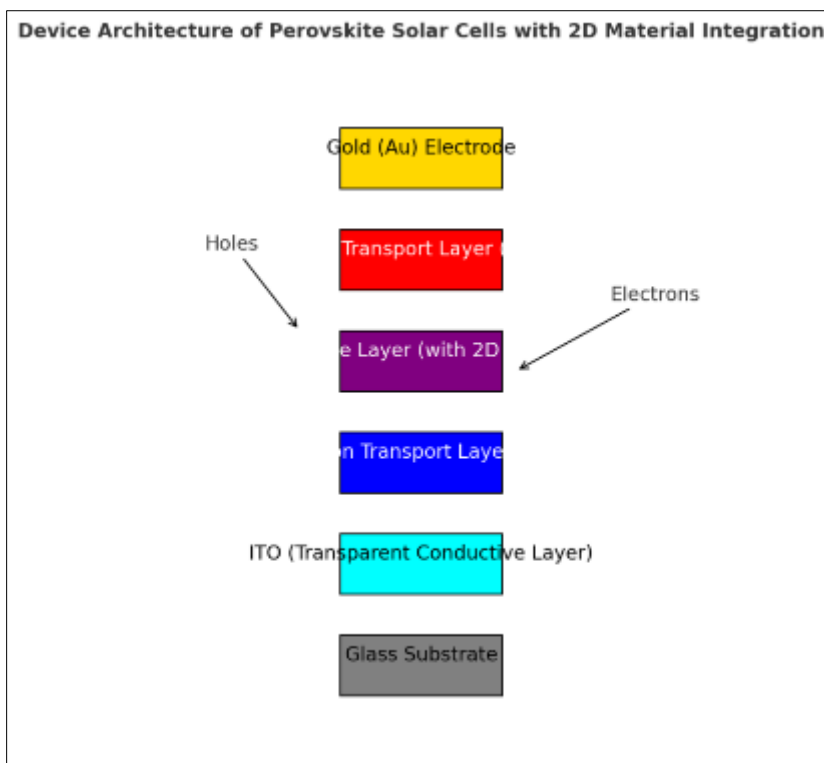 Device Architecture of Perovskite Solar Cells with 2D Material Integration
Gold (Au) Electrode
Holes
Transport Layer (
Electrons
e Layer (with 2D
on Transport Laye
ITO (Transparent Conductive Layer)
Glass Substrate